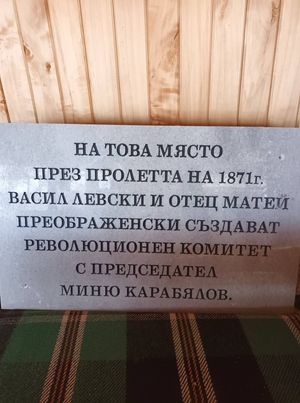 НА ТОВА МЯСТО
ПРЕЗ ПРОЛЕТТА НА 1871г.
ВАСИЛ ЛЕВСКИ И ОТЕЦ МАТЕЙ
ПРЕОБРАЖЕНСКИ СЪЗДАВАТ
РЕВОЛЮЦИОНЕН КОМИТЕТ
С ПРЕДСЕДАТЕЛ
МИНЮ КАРАБЯЛОВ.